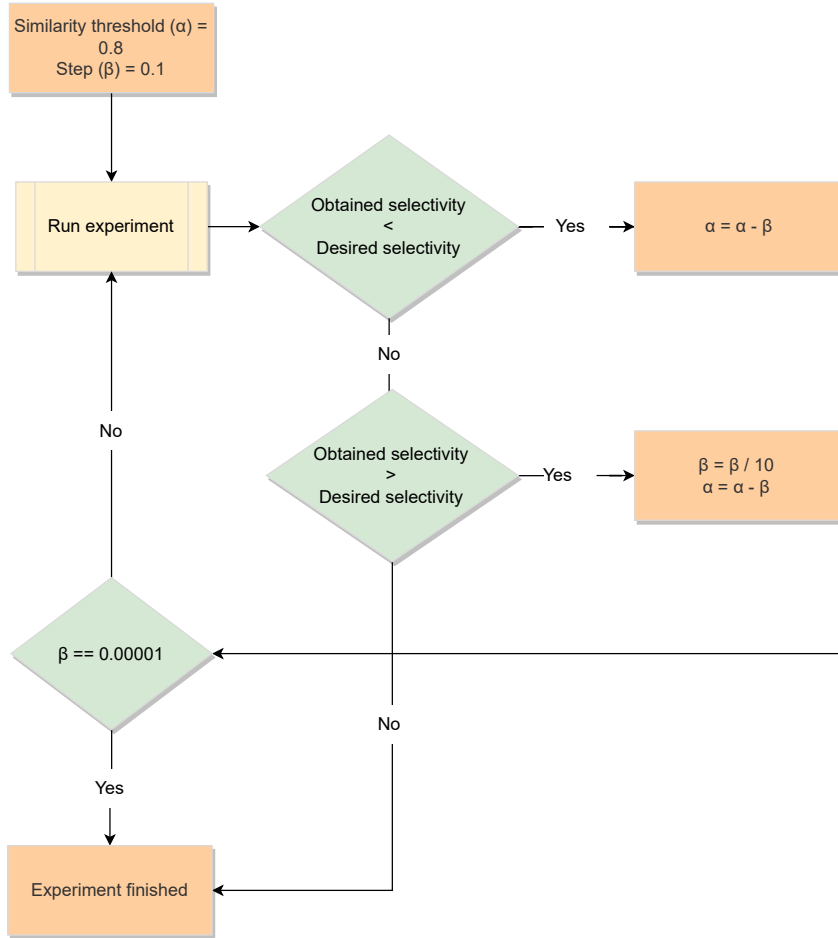 Similarity threshold (α) =
0.8
Step (β) = 0.1
Run experiment
Obtained selectivity
<
Desired selectivity
Yes
α = α - β
No
No
Obtained selectivity
>
Desired selectivity
Yes
β = β / 10
α = α - β
β == 0.00001
No
Yes
Experiment finished